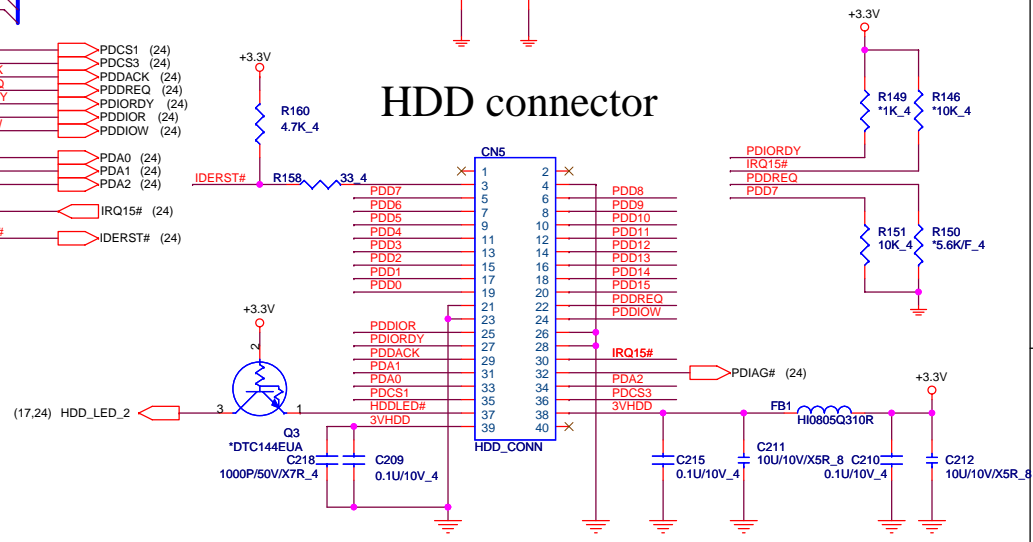 PDCS1 (24)
PDCS3 (24)
PDDACK (24)
PDDREQ (24)
PDIORDY (24)
PDDIOR (24)
PDDIOW (24)
PDA0 (24)
PDA1 (24)
PDA2 (24)
IRQ15# (24)
IDERST# (24)
+3.3V
R160
4.7K_4
IDERST#
R158
33_4
HDD connector
CN5
1 2
3 4
PDD7 5 6 PDD8
PDD6 7 8 PDD9
PDD5 9 10 PDD10
PDD4 11 12 PDD11
PDD3 13 14 PDD12
PDD2 15 16 PDD13
PDD1 17 18 PDD14
PDD0 19 20 PDD15
21 22 PDDREQ
23 24 PDDIOW
PDDIOR 25 26
PDIORDY 27 28
PDDACK 29 30 IRQ15#
PDA1 31 32 PDIAG# (24)
PDA0 33 34 PDA2
PDCS1 35 36 PDCS3
HDDLED# 37 38 3VHDD
3VHDD 39 40
HDD_CONN
+3.3V
2
3
1
(17,24) HDD_LED_2
Q3
*DTC144EUA
C218
1000P/50V/X7R_4
C209
0.1U/10V_4
+3.3V
R149
*1K_4
R146
*10K_4
PDIORDY
IRQ15#
PDDREQ
PDD7
R151
10K_4
R150
*5.6K/F_4
+3.3V
FB1
HI0805Q310R
C215
0.1U/10V_4
C211
10U/10V/X5R_8
C210
0.1U/10V_4
C212
10U/10V/X5R_8